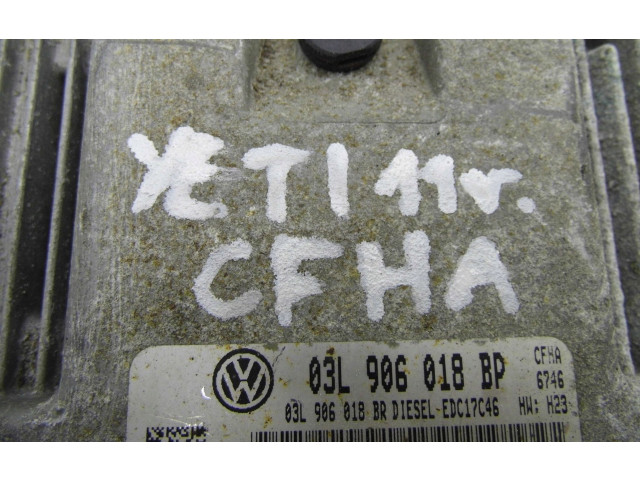 YETI 11r.
CFHA
03L 906 018 BP CFHA
6746
03L 906 018 BR DIESEL-EDC17C46 HW: H23